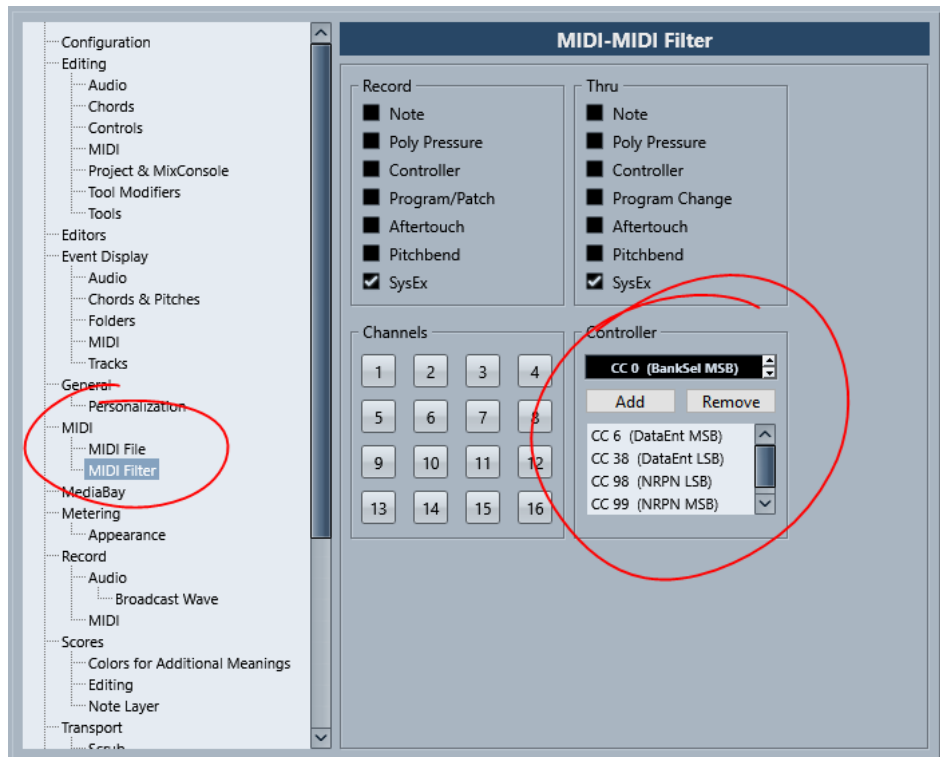 Configuration
Editing
Audio
Chords
Controls
MIDI
Project & MixConsole
Tool Modifiers
Tools
Editors
Event Display
Audio
Chords & Pitches
Folders
MIDI
Tracks
General
Personalization
MIDI
MIDI File
MIDI Filter
MediaBay
Metering
Appearance
Record
Audio
Broadcast Wave
MIDI
Scores
Colors for Additional Meanings
Editing
Note Layer
Transport
Scrub
MIDI-MIDI Filter
Record
Note
Poly Pressure
Controller
Program/Patch
Aftertouch
Pitchbend
SysEx
Thru
Note
Poly Pressure
Controller
Program Change
Aftertouch
Pitchbend
SysEx
Channels
1 2 3 4
5 6 7 8
9 10 11 12
13 14 15 16
Controller
CC 0 (BankSel MSB)
Add Remove
CC 6 (DataEnt MSB)
CC 38 (DataEnt LSB)
CC 98 (NRPN LSB)
CC 99 (NRPN MSB)